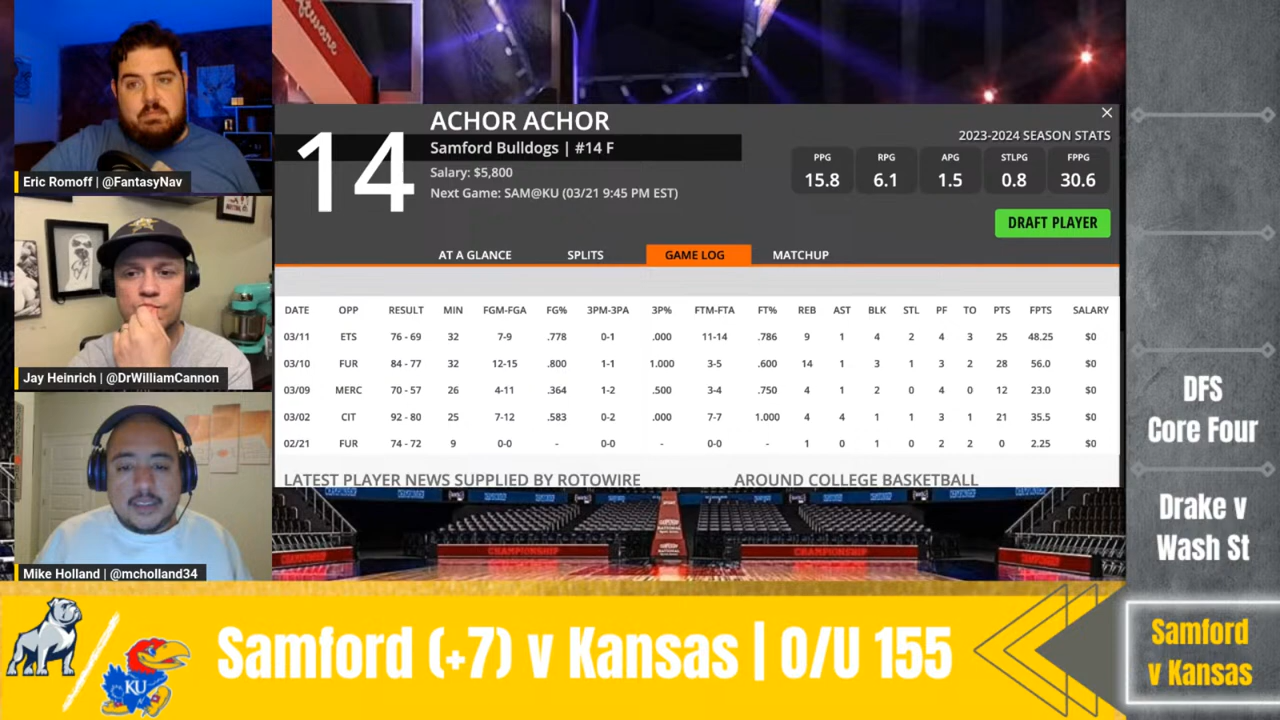 Eric Romoff | @FantasyNav
Jay Heinrich | @DrWilliamCannon
Mike Holland | @mcholland34
14
ACHOR ACHOR
Samford Bulldogs | #14 F
Salary: $5,800
Next Game: SAM@KU (03/21 9:45 PM EST)
2023-2024 SEASON STATS
PPG RPG APG STLPG FPPG
15.8 6.1 1.5 0.8 30.6
DRAFT PLAYER
AT A GLANCE SPLITS GAME LOG MATCHUP
DATE OPP RESULT MIN FGM-FGA FG% 3PM-3PA 3P% FTM-FTA FT% REB AST BLK STL PF TO PTS FPTS SALARY
03/11 ETS 76 - 69 32 7-9 .778 0-1 .000 11-14 .786 9 1 4 2 4 3 25 48.25 $0
03/10 FUR 84 - 77 32 12-15 .800 1-1 1.000 3-5 .600 14 1 3 1 3 2 28 56.0 $0
03/09 MERC 70 - 57 26 4-11 .364 1-2 .500 3-4 .750 4 1 2 0 4 0 12 23.0 $0
03/02 CIT 92 - 80 25 7-12 .583 0-2 .000 7-7 1.000 4 4 1 1 3 1 21 35.5 $0
02/21 FUR 74 - 72 9 0-0 - 0-0 - 0-0 - 1 0 1 0 2 2 0 2.25 $0
LATEST PLAYER NEWS SUPPLIED BY ROTOWIRE AROUND COLLEGE BASKETBALL
CHAMPIONSHIP
CHAMPIONSHIP
KU
Samford (+7) v Kansas | O/U 155
DFS
Core Four
Drake v
Wash St
Samford
v Kansas